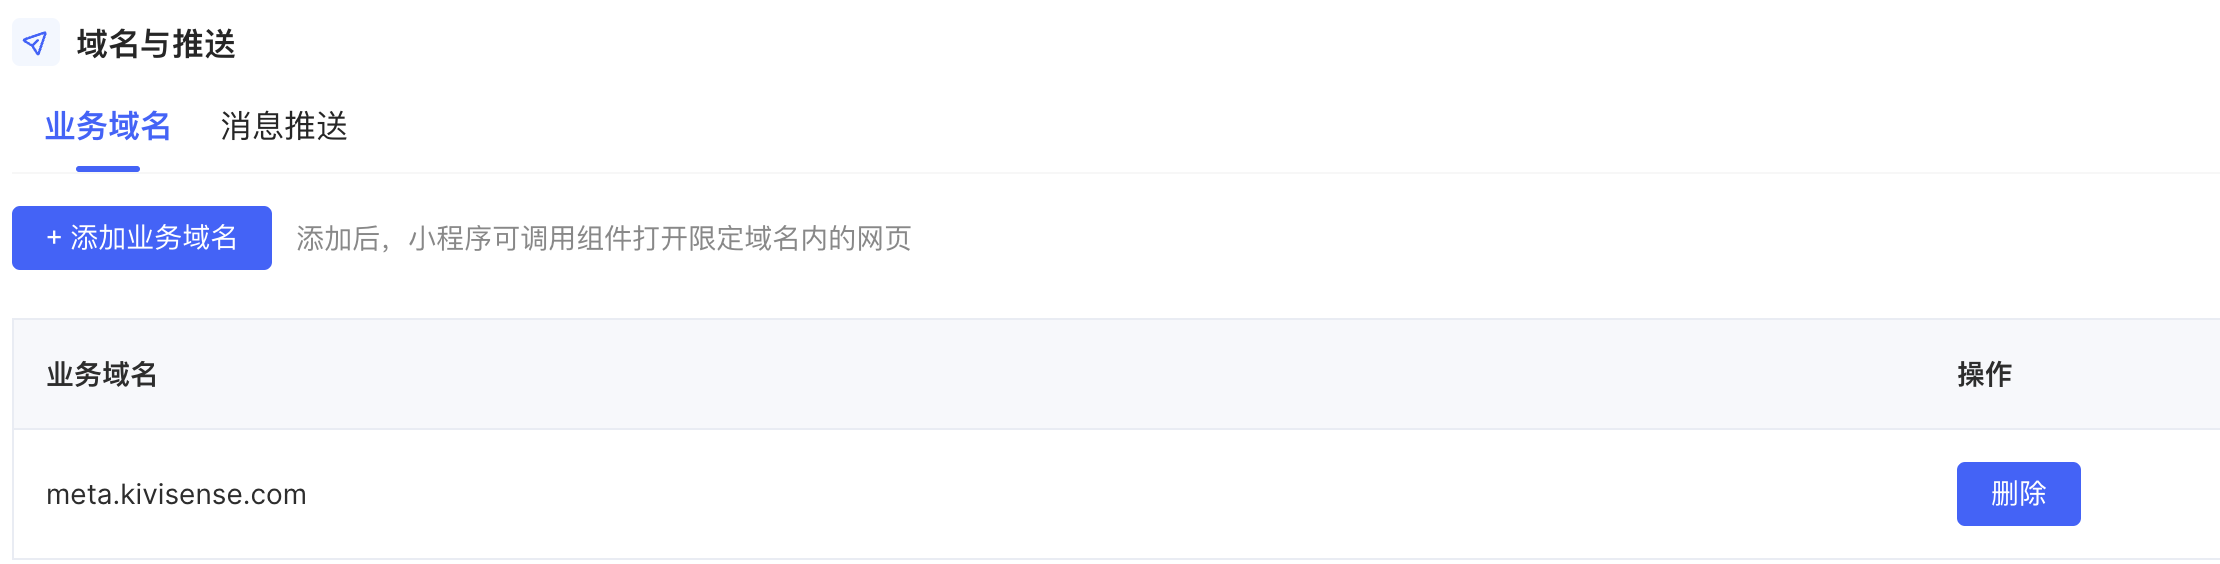 域名与推送
业务域名 消息推送
+ 添加业务域名 添加后，小程序可调用组件打开限定域名内的网页
业务域名 操作
meta.kivisense.com 删除